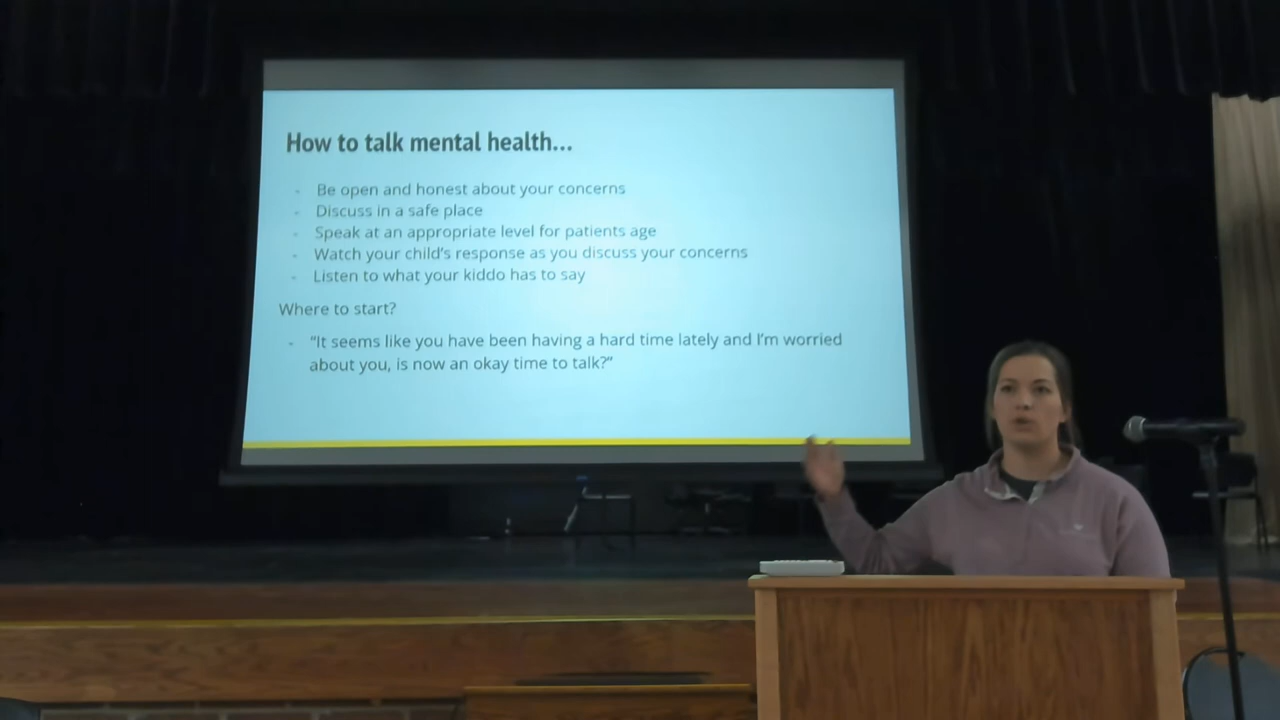 How to talk mental health...
- Be open and honest about your concerns
- Discuss in a safe place
- Speak at an appropriate level for patients age
- Watch your child's response as you discuss your concerns
- Listen to what your kiddo has to say
Where to start?
- “It seems like you have been having a hard time lately and I'm worried
about you, is now an okay time to talk?”